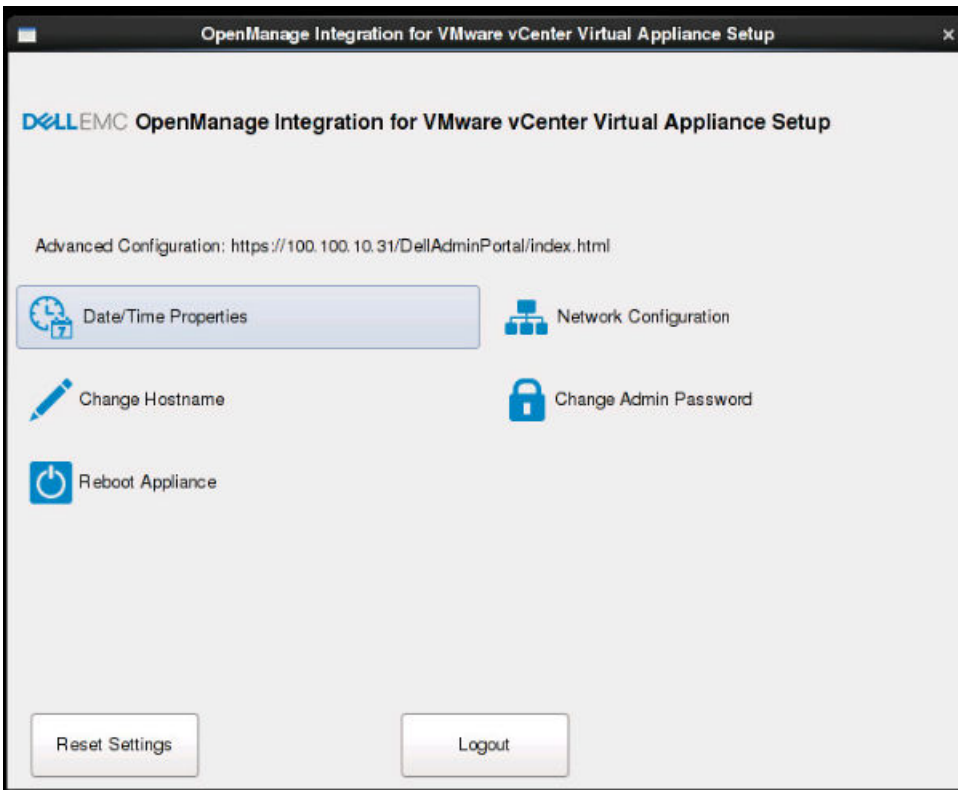 OpenManage Integration for VMware vCenter Virtual Appliance Setup
DELLEMC OpenManage Integration for VMware vCenter Virtual Appliance Setup
Advanced Configuration: https://100.100.10.31/DellAdminPortal/index.html
7 Date/Time Properties
Network Configuration
Change Hostname
Change Admin Password
Reboot Appliance
Reset Settings
Logout